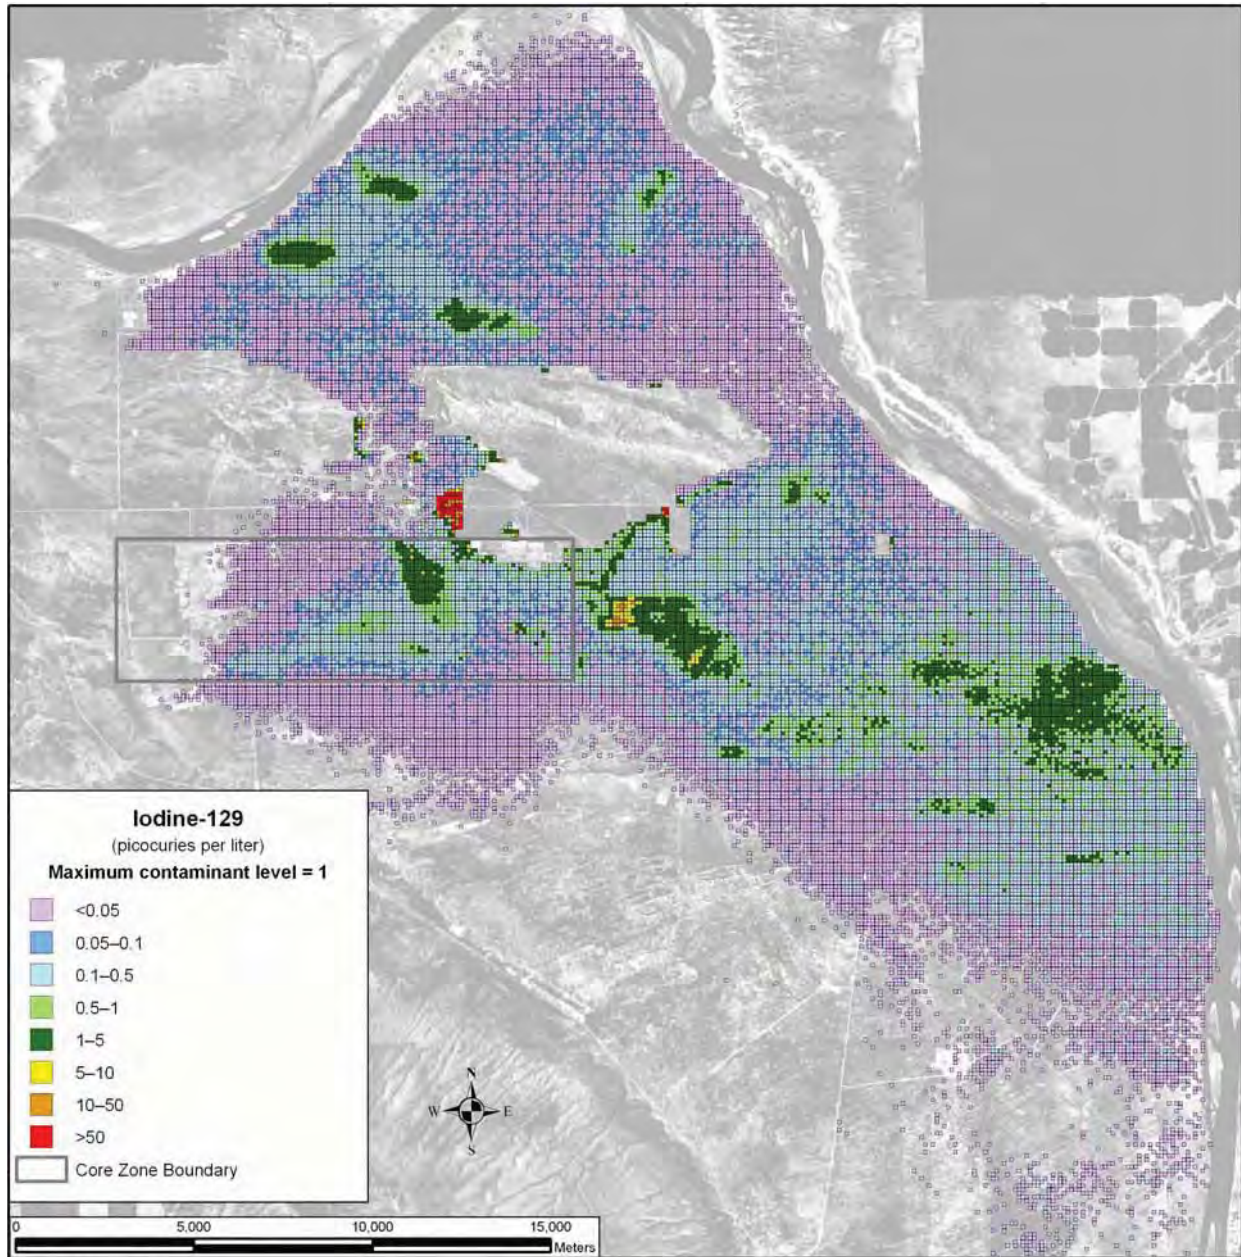 Iodine-129
(picocuries per liter)
Maximum contaminant level = 1
<0.05
0.05–0.1
0.1–0.5
0.5–1
1–5
5–10
10–50
>50
Core Zone Boundary
N
W E
S
0 5,000 10,000 15,000
Meters